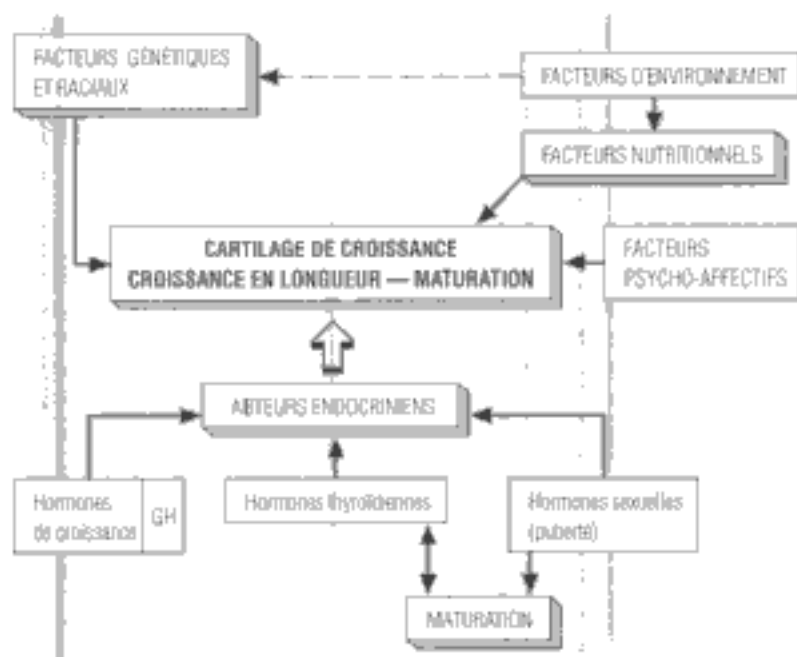 FACTEURS GÉNÉTIQUES
ET RACIAUX
FACTEURS D'ENVIRONNEMENT
FACTEURS NUTRITIONNELS
CARTILAGE DE CROISSANCE
CROISSANCE EN LONGUEUR — MATURATION
FACTEURS
PSYCHO-AFFECTIFS
ENDOCRINIENS
Hormones
de croissance
GH
Hormones thyroïdiennes
Hormones sexuelles
(puberté)
MATURATION